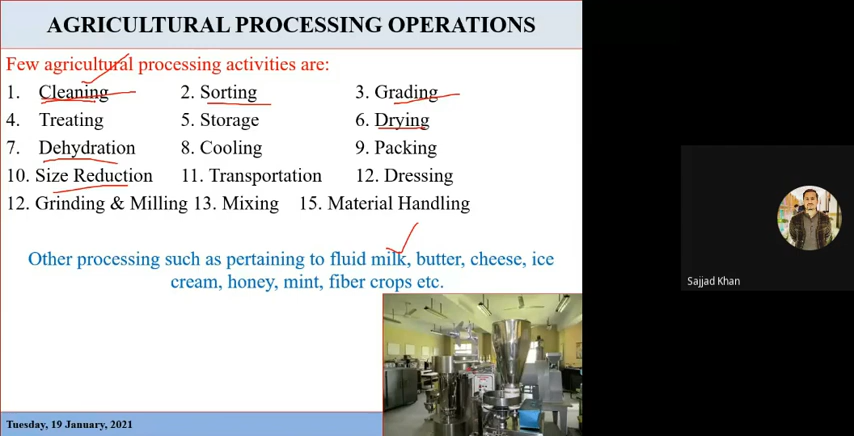 AGRICULTURAL PROCESSING OPERATIONS
Few agricultural processing activities are:
1. Cleaning 2. Sorting 3. Grading
4. Treating 5. Storage 6. Drying
7. Dehydration 8. Cooling 9. Packing
10. Size Reduction 11. Transportation 12. Dressing
12. Grinding & Milling 13. Mixing 15. Material Handling
Other processing such as pertaining to fluid milk, butter, cheese, ice
cream, honey, mint, fiber crops etc.
Sajjad Khan
Tuesday, 19 January, 2021